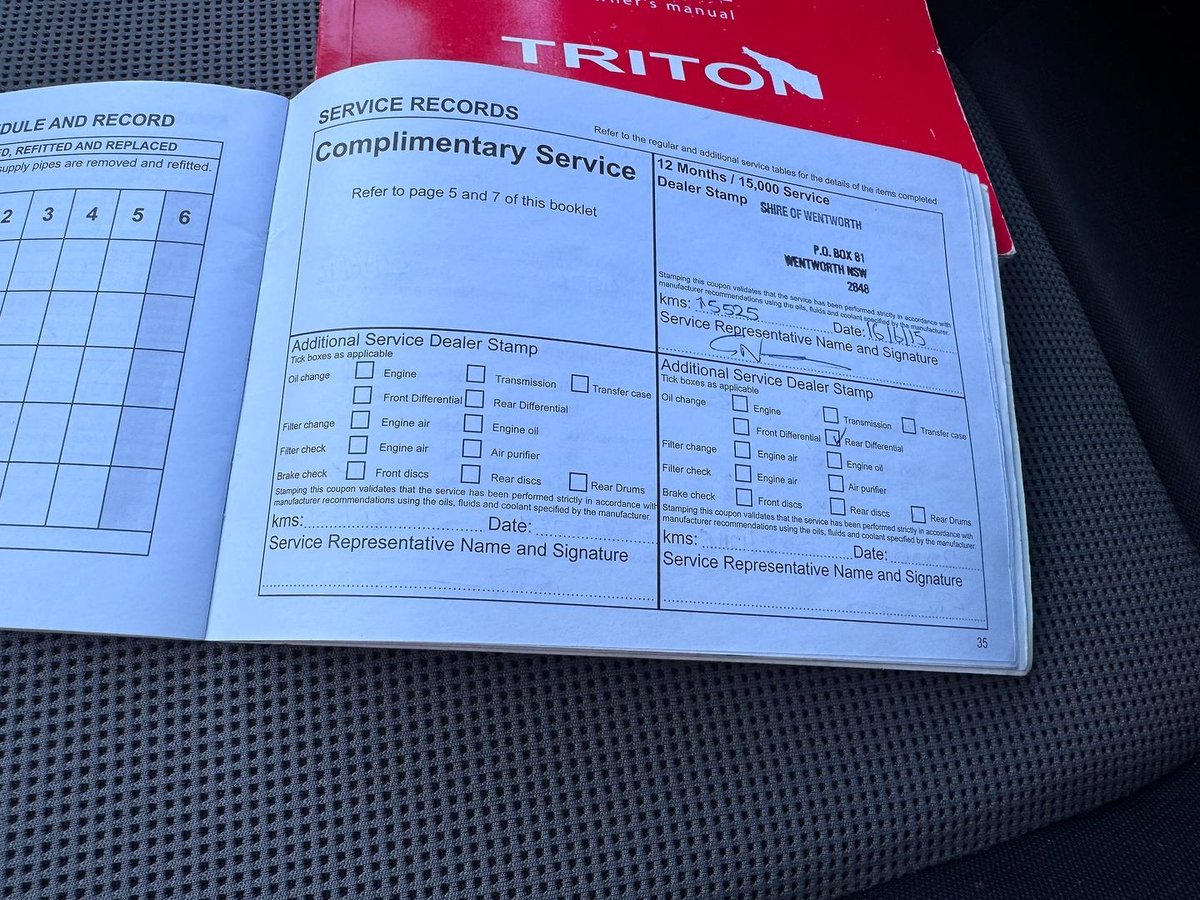 owner's manual
TRITON
DULE AND RECORD
ED, REFITTED AND REPLACED
supply pipes are removed and refitted.
2 3 4 5 6
SERVICE RECORDS
Refer to the regular and additional service tables for the details of the items completed
Complimentary Service
Refer to page 5 and 7 of this booklet
12 Months / 15,000 Service
Dealer Stamp
SHIRE OF WENTWORTH
P.O. BOX 81
WENTWORTH NSW
2848
Stamping this coupon validates that the service has been performed strictly in accordance with
manufacturer recommendations using the oils, fluids and coolant specified by the manufacturer.
kms: 15525 Date: 16/6/15
Service Representative Name and Signature
Additional Service Dealer Stamp
Tick boxes as applicable
Oil change Engine Transmission Transfer case
Front Differential Rear Differential
Filter change Engine air Engine oil
Filter check Engine air Air purifier
Brake check Front discs Rear discs Rear Drums
Stamping this coupon validates that the service has been performed strictly in accordance with
manufacturer recommendations using the oils, fluids and coolant specified by the manufacturer.
kms: Date:
Service Representative Name and Signature
Additional Service Dealer Stamp
Tick boxes as applicable
Oil change Engine Transmission Transfer case
Front Differential Rear Differential
Filter change Engine air Engine oil
Filter check Engine air Air purifier
Brake check Front discs Rear discs Rear Drums
Stamping this coupon validates that the service has been performed strictly in accordance with
manufacturer recommendations using the oils, fluids and coolant specified by the manufacturer.
kms: Date:
Service Representative Name and Signature
35